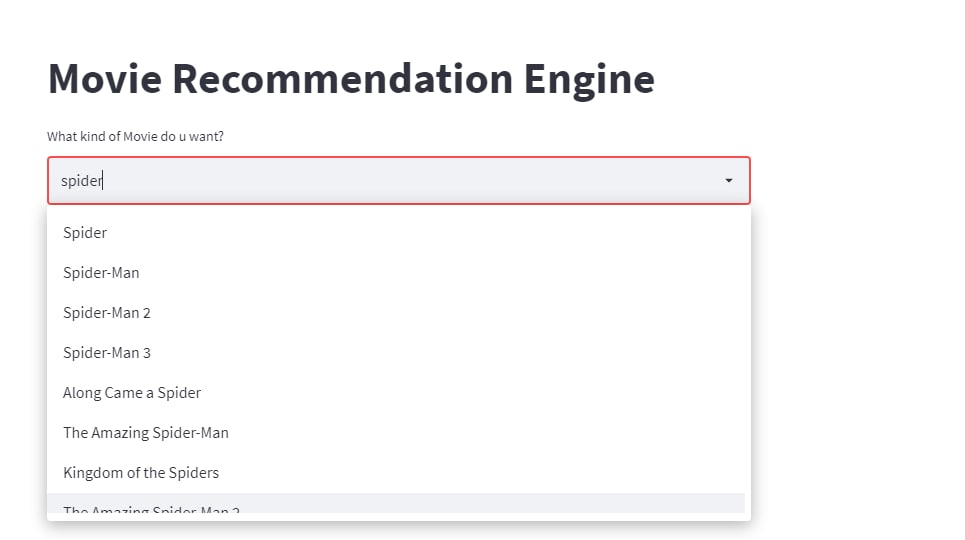 Movie Recommendation Engine
What kind of Movie do u want?
spider
Spider
Spider-Man
Spider-Man 2
Spider-Man 3
Along Came a Spider
The Amazing Spider-Man
Kingdom of the Spiders
The Amazing Spider-Man 2